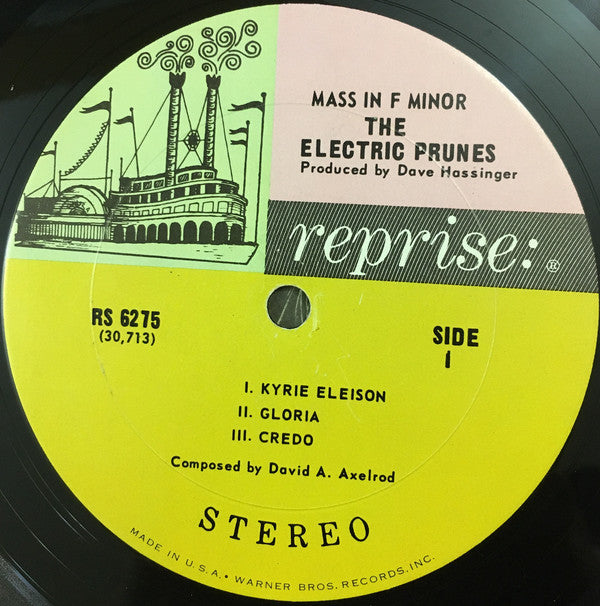 MASS IN F MINOR
THE
ELECTRIC PRUNES
Produced by Dave Hassinger
reprise:®
RS 6275
(30,713)
SIDE
1
I. KYRIE ELEISON
II. GLORIA
III. CREDO
Composed by David A. Axelrod
STEREO
MADE IN U.S.A. • WARNER BROS. RECORDS, INC.